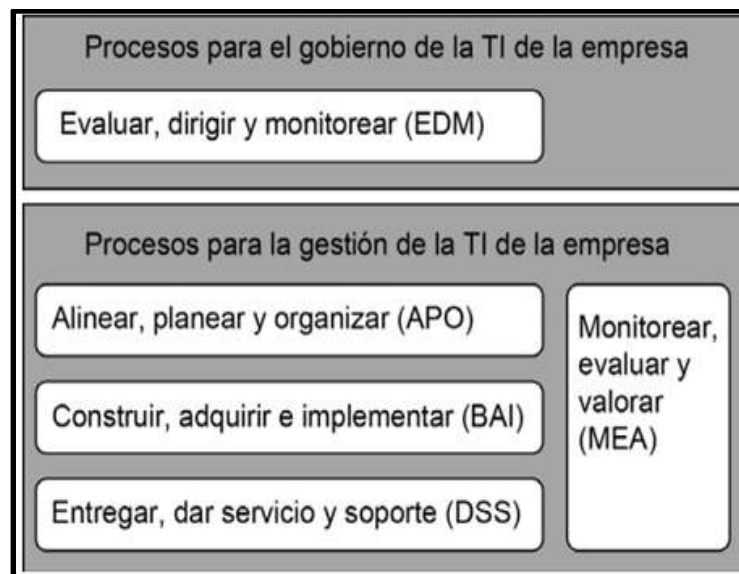 Procesos para el gobierno de la TI de la empresa
Evaluar, dirigir y monitorear (EDM)
Procesos para la gestión de la TI de la empresa
Alinear, planear y organizar (APO)
Construir, adquirir e implementar (BAI)
Entregar, dar servicio y soporte (DSS)
Monitorear,
evaluar y
valorar
(MEA)